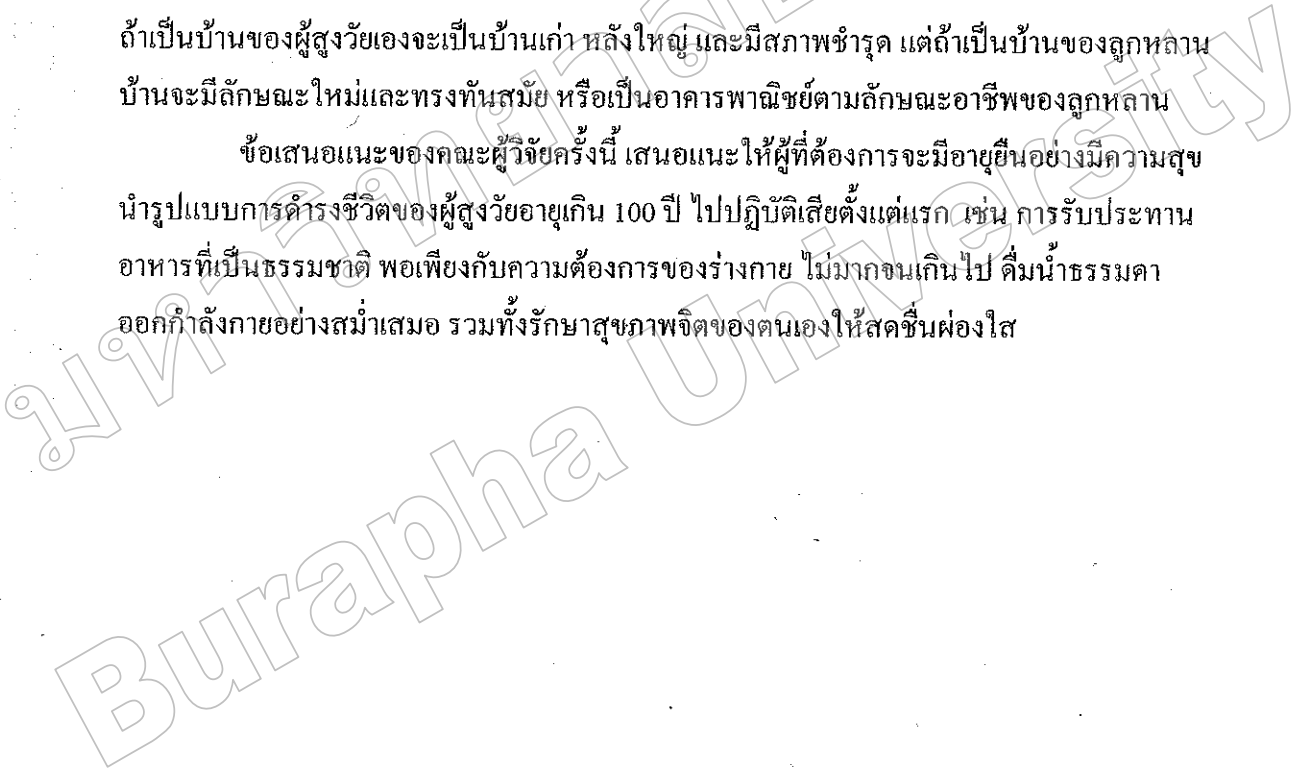 ถ้าเป็นบ้านของผู้สูงวัยเองจะเป็นบ้านเก่า หลังใหญ่ และมีสภาพชำรุด แต่ถ้าเป็นบ้านของลูกหลาน
บ้านจะมีลักษณะใหม่และทรงทันสมัย หรือเป็นอาคารพาณิชย์ตามลักษณะอาชีพของลูกหลาน
ข้อเสนอแนะของคณะผู้วิจัยครั้งนี้ เสนอแนะให้ผู้ที่ต้องการจะมีอายุยืนอย่างมีความสุข
นำรูปแบบการดำรงชีวิตของผู้สูงวัยอายุเกิน 100 ปี ไปปฏิบัติเสียตั้งแต่แรก เช่น การรับประทาน
อาหารที่เป็นธรรมชาติ พอเพียงกับความต้องการของร่างกาย ไม่มากจนเกินไป ดื่มน้ำธรรมดา
ออกกำลังกายอย่างสม่ำเสมอ รวมทั้งรักษาสุขภาพจิตของตนเองให้สดชื่นผ่องใส
Burapha University